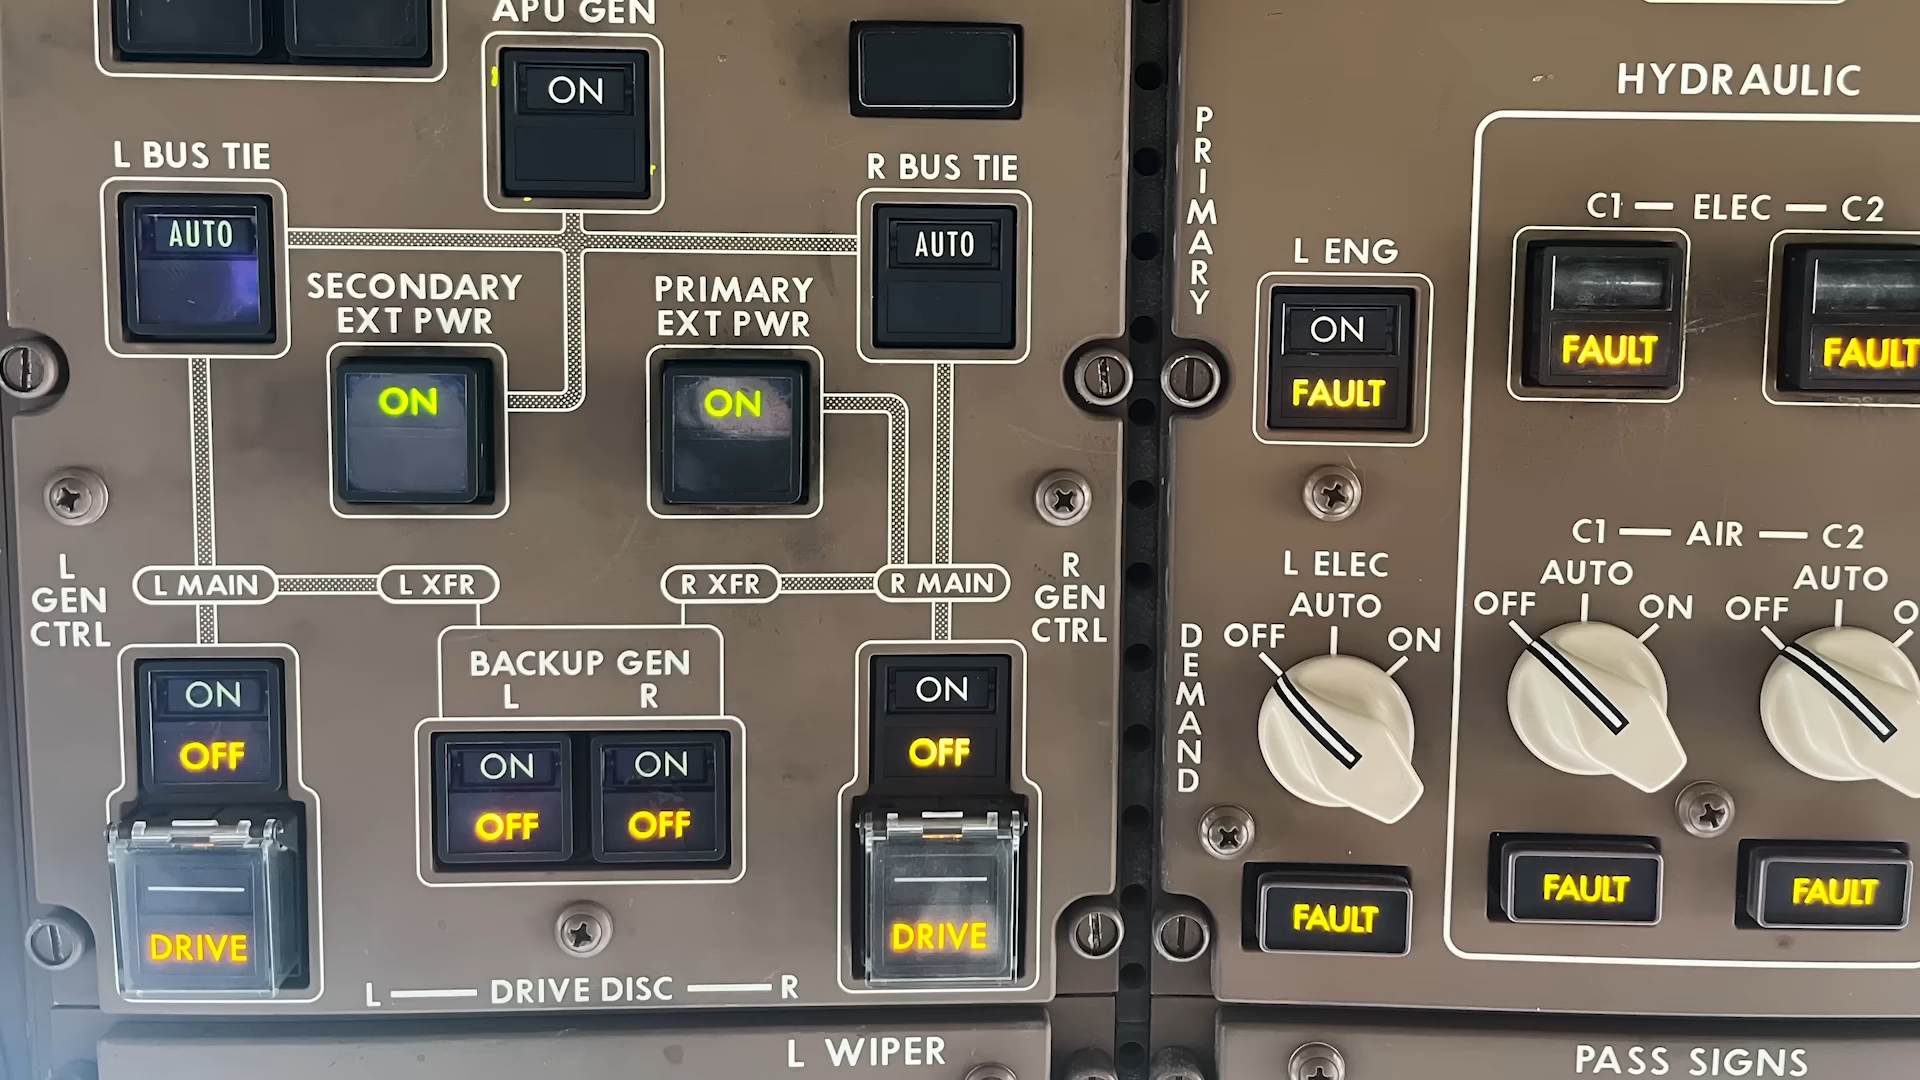 APU GEN
ON
L BUS TIE
AUTO
R BUS TIE
AUTO
SECONDARY
EXT PWR
ON
PRIMARY
EXT PWR
ON
L
GEN
CTRL
L MAIN
L XFR
R XFR
R MAIN
R
GEN
CTRL
ON
OFF
BACKUP GEN
L R
ON
OFF
ON
OFF
ON
OFF
DRIVE
DRIVE
L DRIVE DISC R
L WIPER
PRIMARY
HYDRAULIC
L ENG
ON
FAULT
C1 ELEC C2
FAULT
FAULT
DEMAND
L ELEC
AUTO
OFF
ON
C1 AIR C2
AUTO
OFF
ON
AUTO
OFF
FAULT
FAULT
FAULT
PASS SIGNS